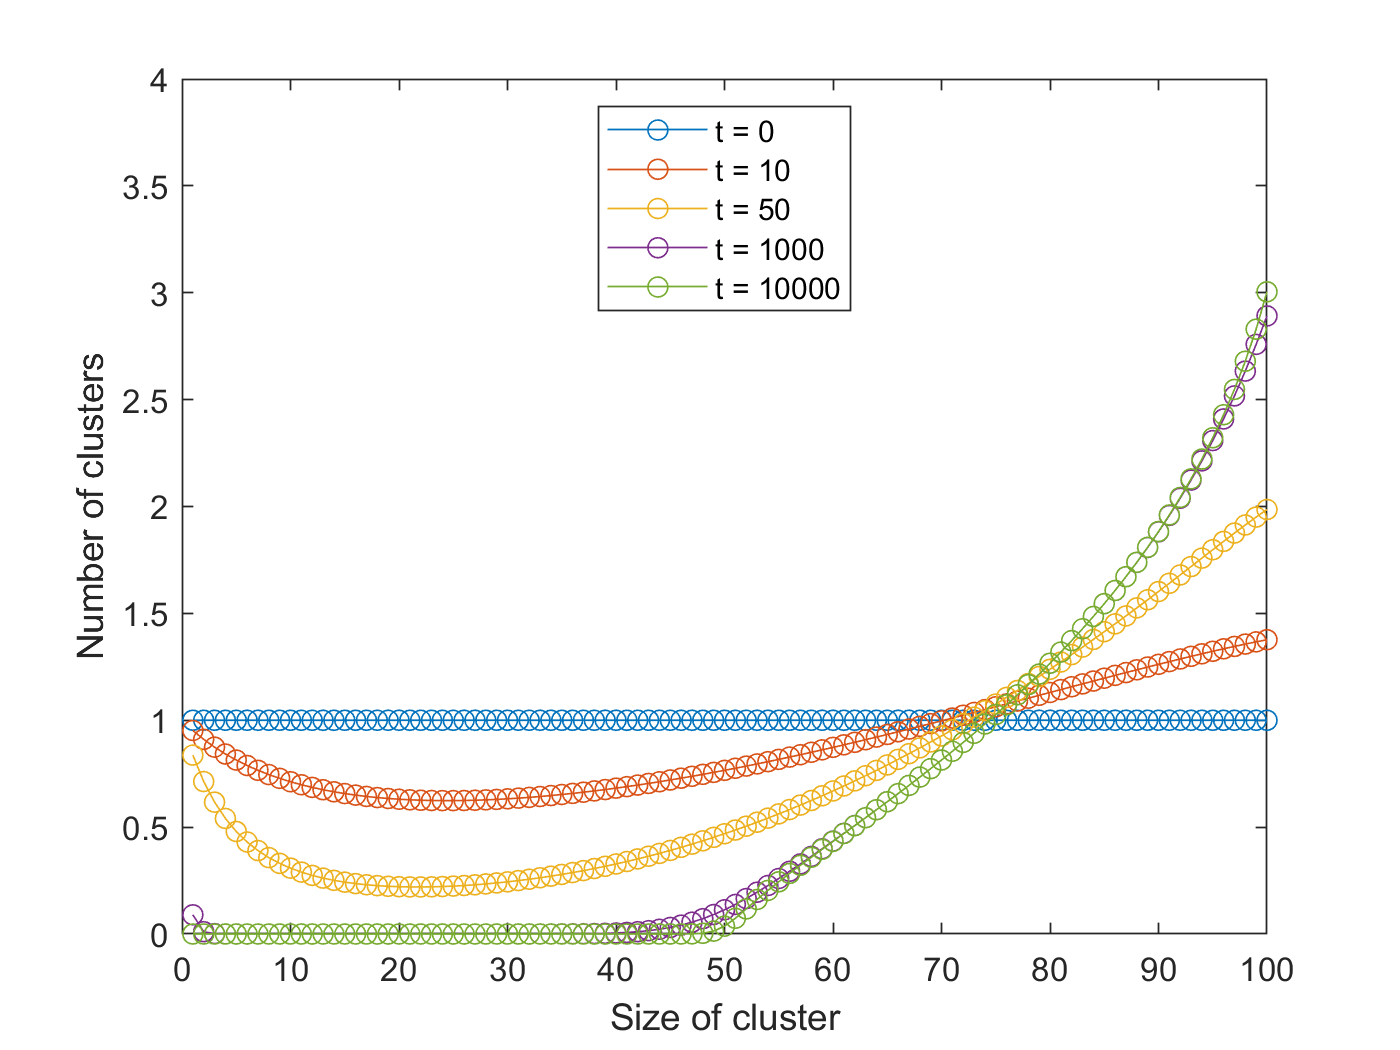 4
3.5
3
2.5
2
1.5
1
0.5
0
t = 0
t = 10
t = 50
t = 1000
t = 10000
Number of clusters
0 10 20 30 40 50 60 70 80 90 100
Size of cluster